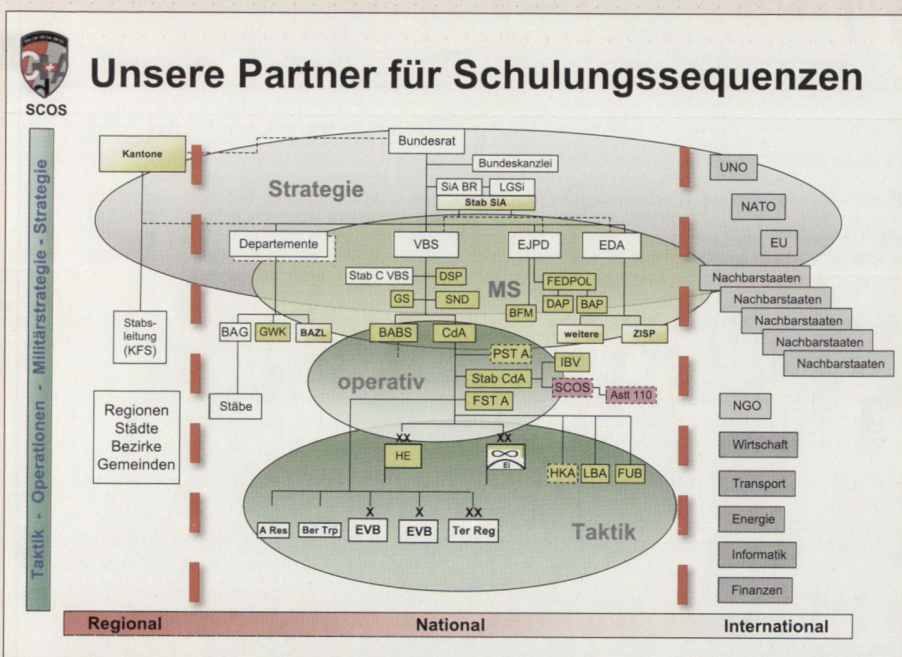 Unsere Partner für Schulungssequenzen
SCOS
Taktik - Operationen - Militärstrategie - Strategie
Kantone
Bundesrat
Bundeskanzlei
Strategie
SiA BR
LGSi
Stab SiA
UNO
NATO
EU
Departemente
VBS
EJPD
EDA
Stab C VBS
DSP
MS
FEDPOL
GS
SND
BFM
DAP
BAP
Nachbarstaaten
Nachbarstaaten
Nachbarstaaten
Nachbarstaaten
Nachbarstaaten
Stabs-
leitung
(KFS)
BAG
GWK
BAZL
BABS
CdA
weitere
ZISP
PST A
IBV
operativ
Stab CdA
SCOS
Astt 110
FST A
Stäbe
Regionen
Städte
Bezirke
Gemeinden
NGO
Wirtschaft
Transport
Energie
Informatik
Finanzen
XX
HE
XX
Ei
HKA
LBA
FUB
A Res
Ber Trp
X
EVB
X
EVB
XX
Ter Reg
Taktik
Regional
National
International